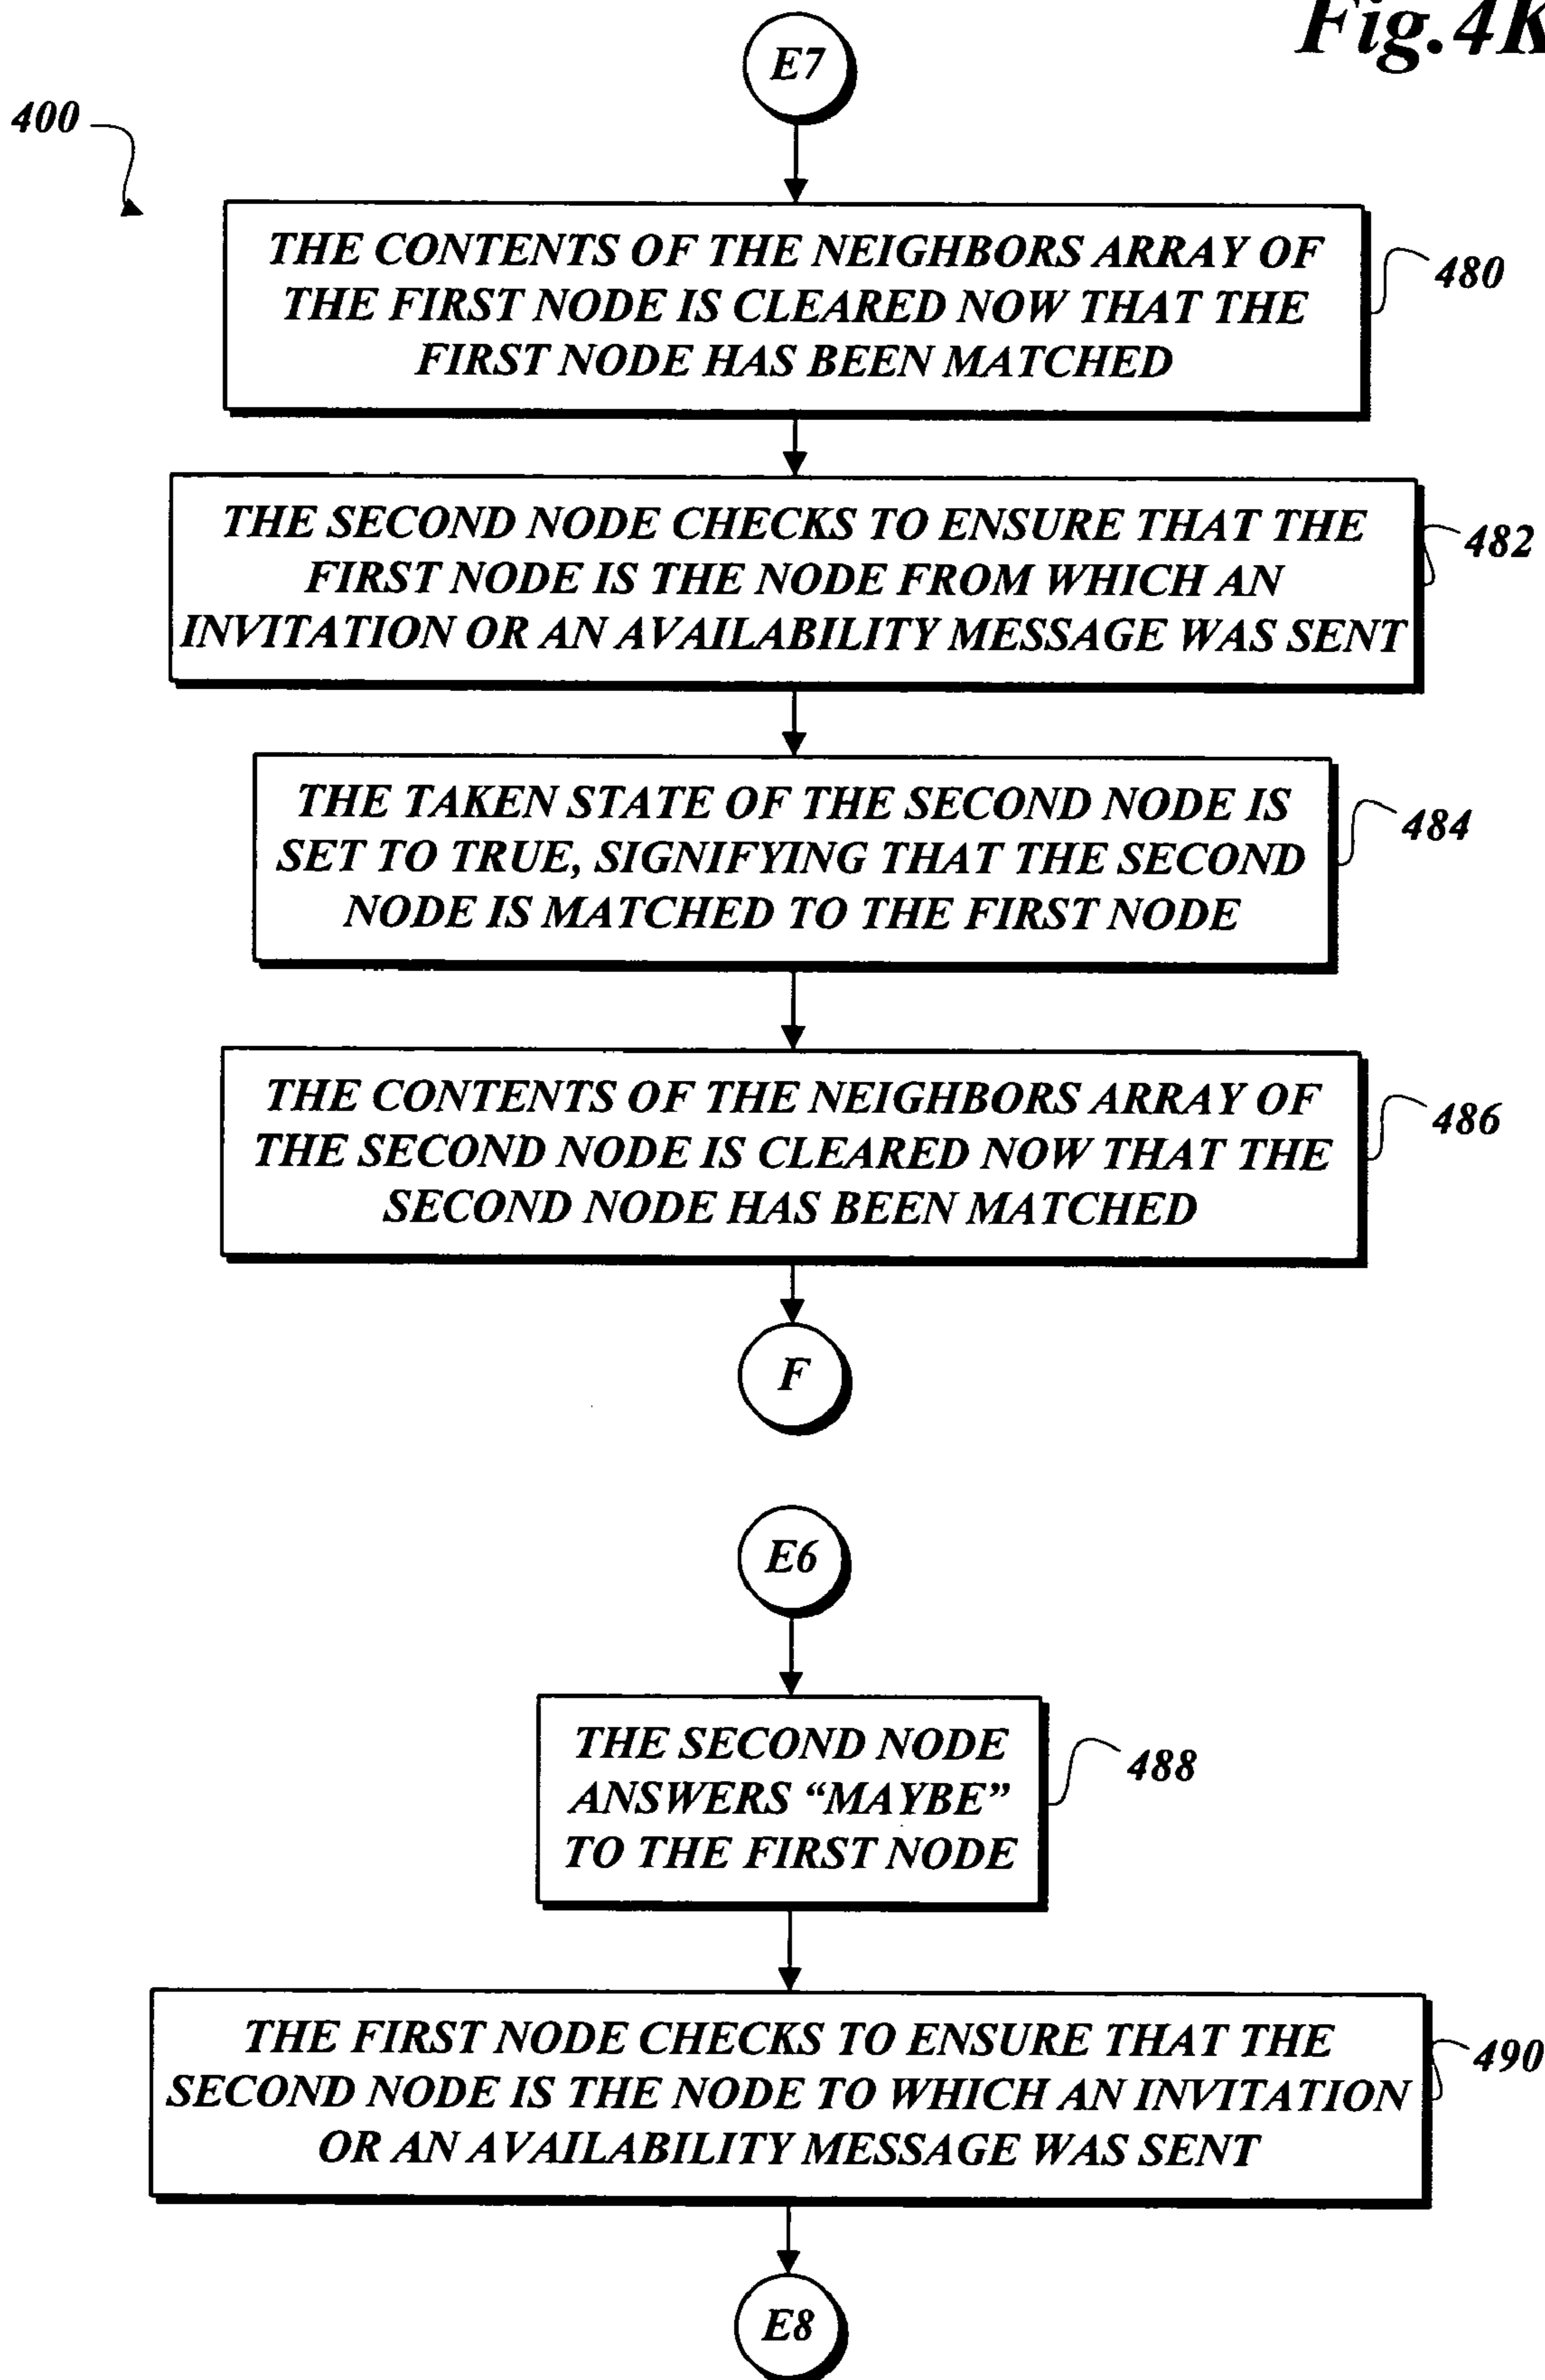 Fig.4K
E7
400
THE CONTENTS OF THE NEIGHBORS ARRAY OF
THE FIRST NODE IS CLEARED NOW THAT THE
FIRST NODE HAS BEEN MATCHED
480
THE SECOND NODE CHECKS TO ENSURE THAT THE
FIRST NODE IS THE NODE FROM WHICH AN
INVITATION OR AN AVAILABILITY MESSAGE WAS SENT
482
THE TAKEN STATE OF THE SECOND NODE IS
SET TO TRUE, SIGNIFYING THAT THE SECOND
NODE IS MATCHED TO THE FIRST NODE
484
THE CONTENTS OF THE NEIGHBORS ARRAY OF
THE SECOND NODE IS CLEARED NOW THAT THE
SECOND NODE HAS BEEN MATCHED
486
F
E6
THE SECOND NODE
ANSWERS “MAYBE”
TO THE FIRST NODE
488
THE FIRST NODE CHECKS TO ENSURE THAT THE
SECOND NODE IS THE NODE TO WHICH AN INVITATION
OR AN AVAILABILITY MESSAGE WAS SENT
490
E8